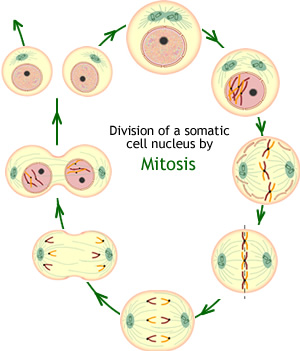 Division of a somatic
cell nucleus by
Mitosis